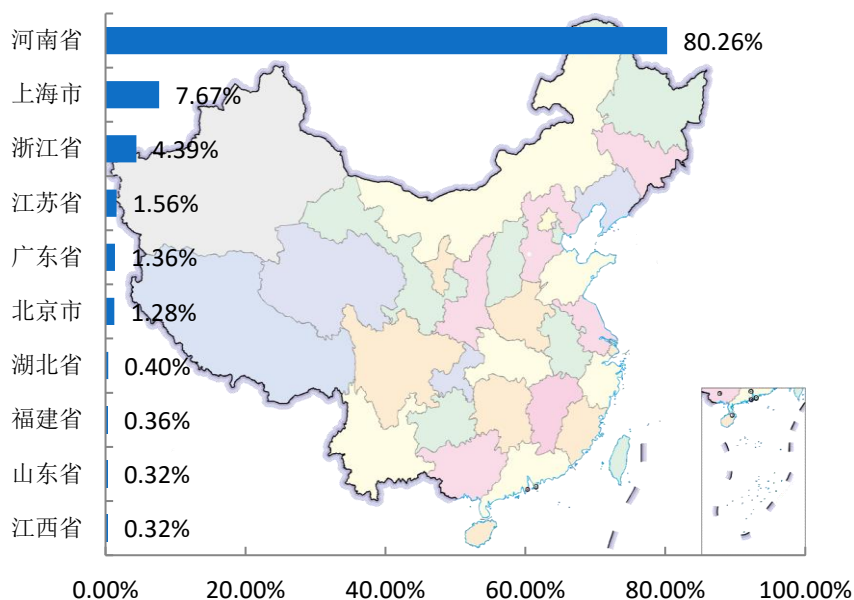 河南省 80.26%
上海市 7.67%
浙江省 4.39%
江苏省 1.56%
广东省 1.36%
北京市 1.28%
湖北省 0.40%
福建省 0.36%
山东省 0.32%
江西省 0.32%
0.00% 20.00% 40.00% 60.00% 80.00% 100.00%